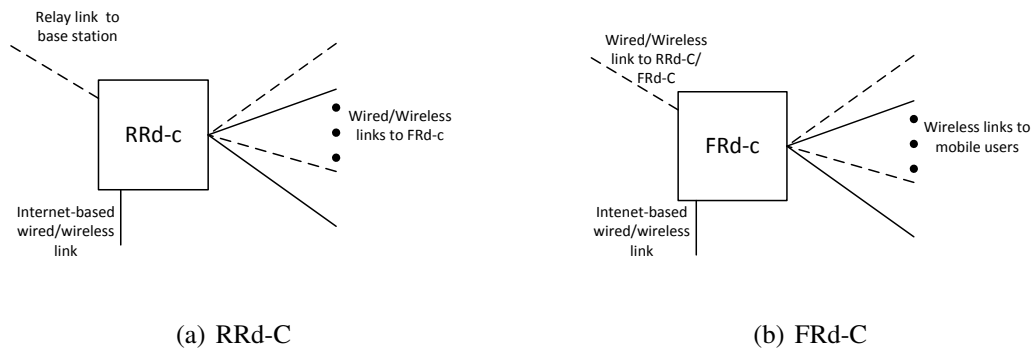 Relay link to
base station
RRd-c
Wired/Wireless
links to FRd-c
Internet-based
wired/wireless
link
(a) RRd-C
Wired/Wireless
link to RRd-C/
FRd-C
FRd-c
Wireless links to
mobile users
Intenet-based
wired/wireless
link
(b) FRd-C